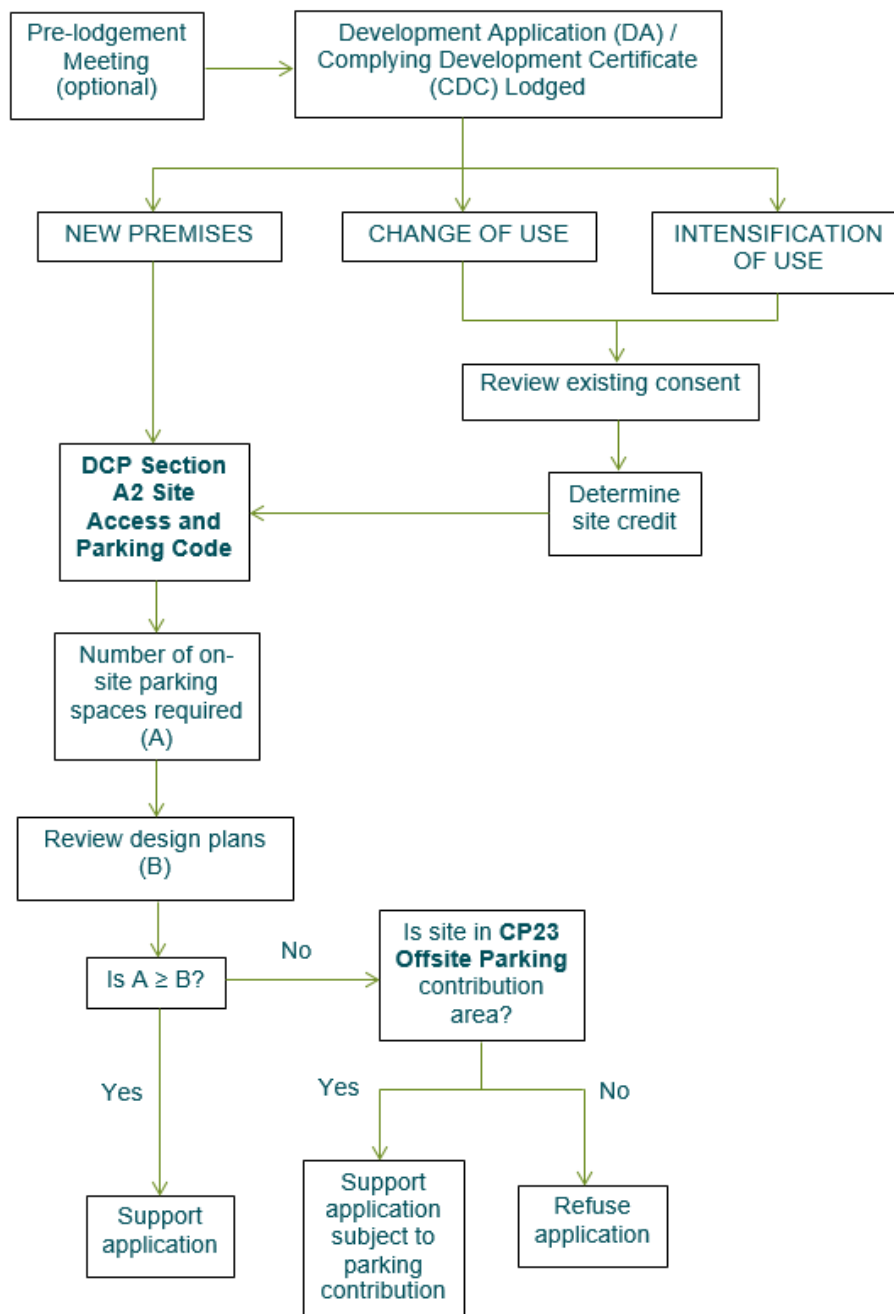 Pre-lodgement
Meeting
(optional)
Development Application (DA) /
Complying Development Certificate
(CDC) Lodged
NEW PREMISES
CHANGE OF USE
INTENSIFICATION
OF USE
Review existing consent
DCP Section
A2 Site
Access and
Parking Code
Determine
site credit
Number of on-
site parking
spaces required
(A)
Review design plans
(B)
Is A ≥ B?
No
Is site in CP23
Offsite Parking
contribution
area?
Yes
Yes
No
Support
application
Support
application
subject to
parking
contribution
Refuse
application